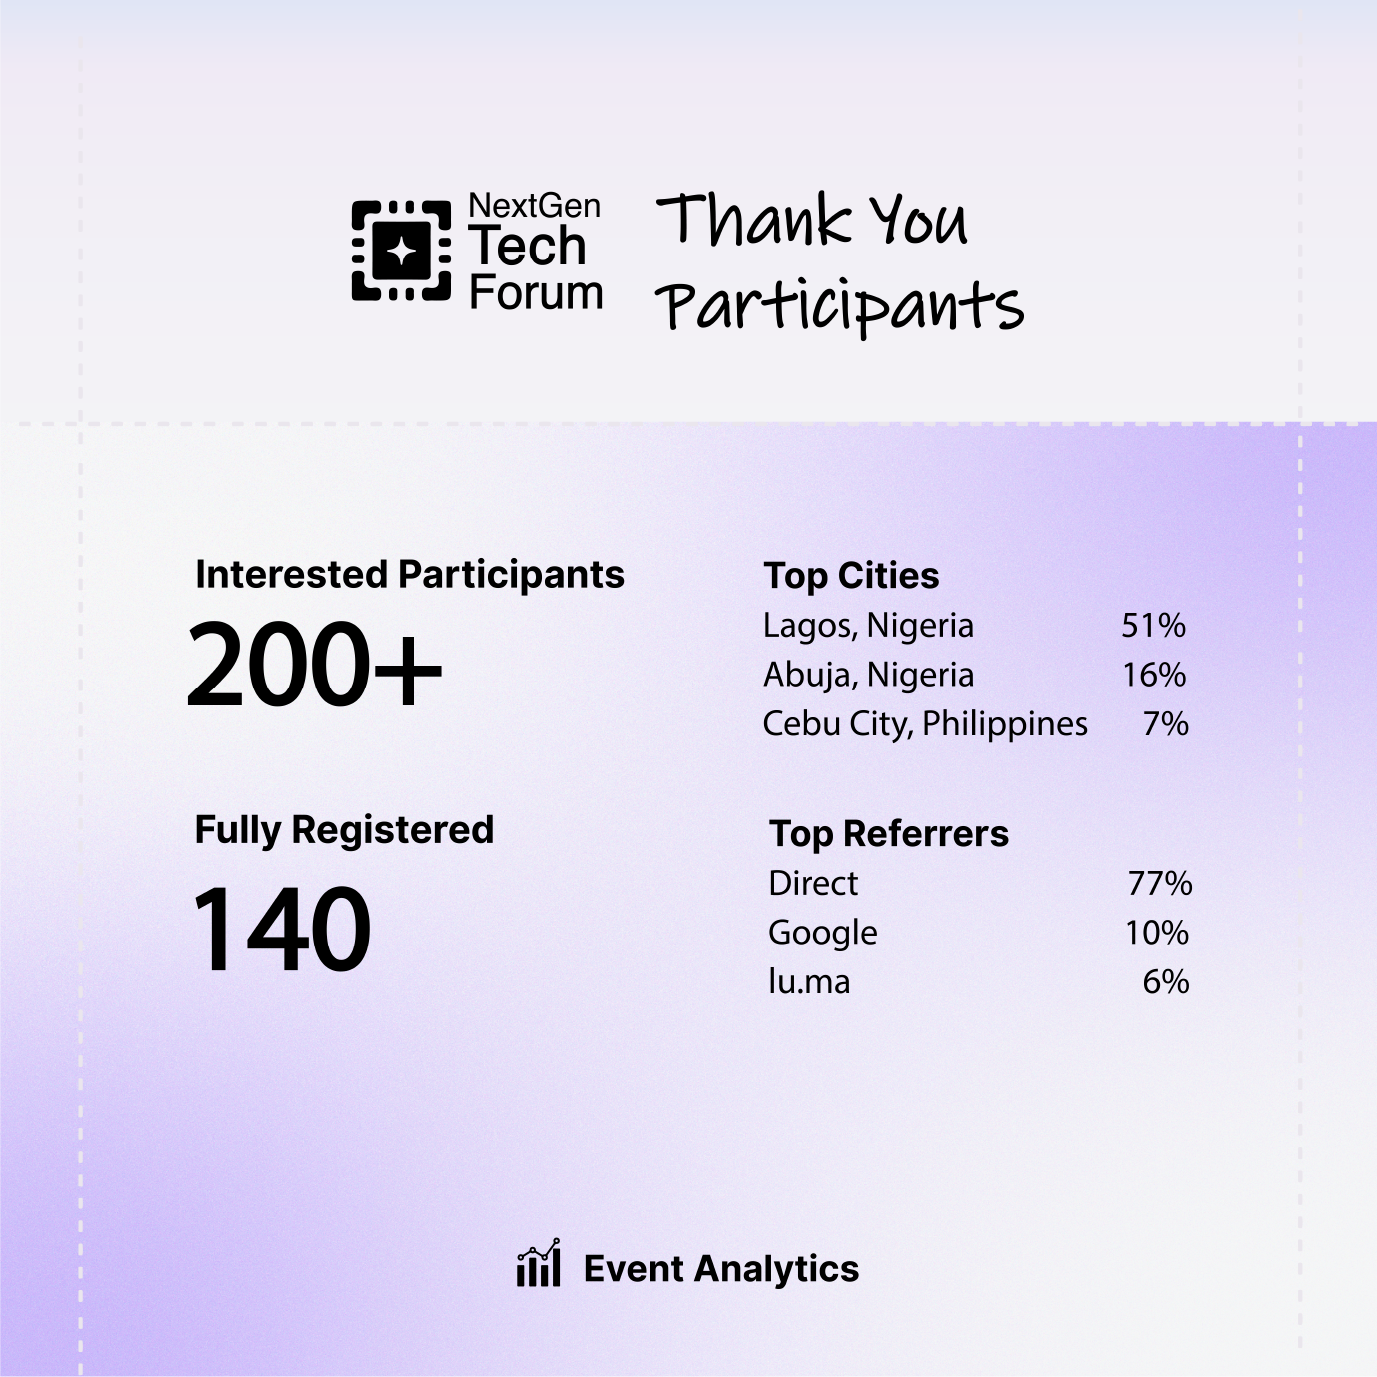 NextGen
Tech
Forum
Thank You
Participants
Interested Participants
200+
Fully Registered
140
Top Cities
Lagos, Nigeria 51%
Abuja, Nigeria 16%
Cebu City, Philippines 7%
Top Referrers
Direct 77%
Google 10%
lu.ma 6%
Event Analytics